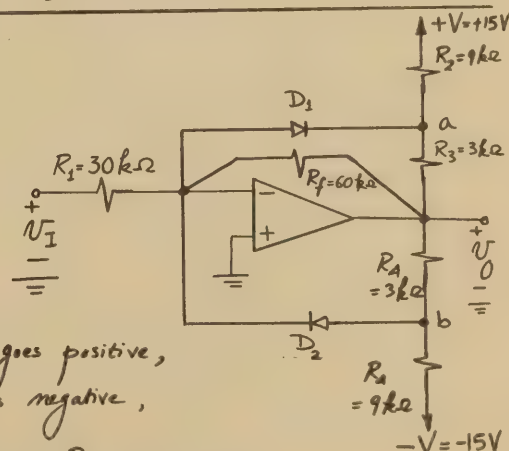 +V=+15V
R2=9kΩ
D1
a
R3=3kΩ
R1=30kΩ
Rf=60kΩ
+
vI
−
−
+
+
v0
−
R4
=3kΩ
b
D2
goes positive,
negative,
R4
=9kΩ
−V=-15V